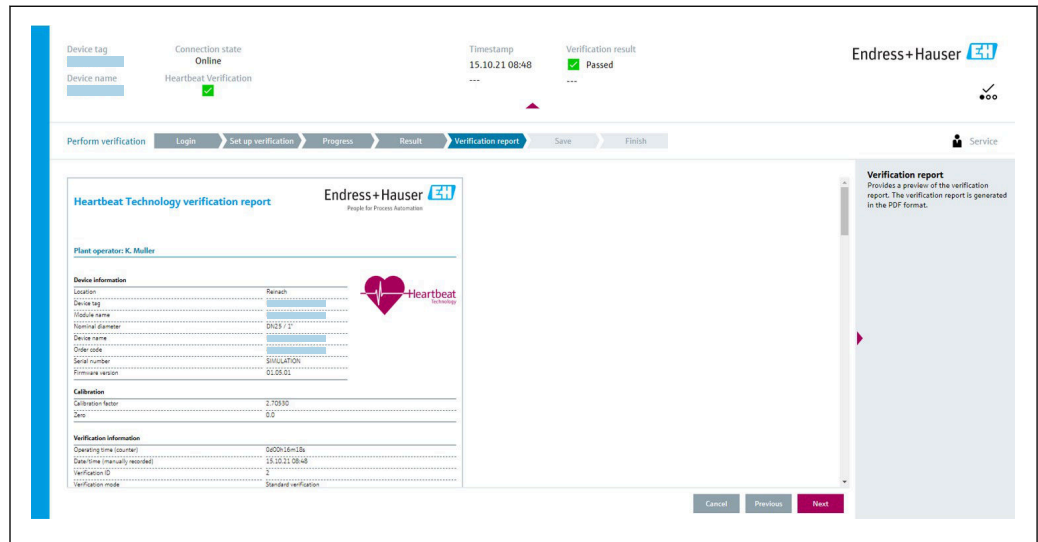 Device tag
Connection state
Timestamp
Verification result
Endress+Hauser EH
Online
15.10.21 08:48
Passed
Device name
Heartbeat Verification
---
---
Perform verification
Login
Set up verification
Progress
Result
Verification report
Save
Finish
Service
Heartbeat Technology verification report
Endress+Hauser EH
People for Process Automation
Plant operator: K. Muller
Device information
Heartbeat
Technology
Location Reinach
Device tag
Module name
Nominal diameter DN25 / 1"
Device name
Order code
Serial number SIMULATION
Firmware version 01.05.01
Calibration
Calibration factor 2.70330
Zero 0.0
Verification information
Operating time (counter) 0d00h16m18s
Date/time (manually recorded) 15.10.21 08:48
Verification ID 2
Verification mode Standard verification
Verification report
Provides a preview of the verification
report. The verification report is generated
in the PDF format.
Cancel
Previous
Next